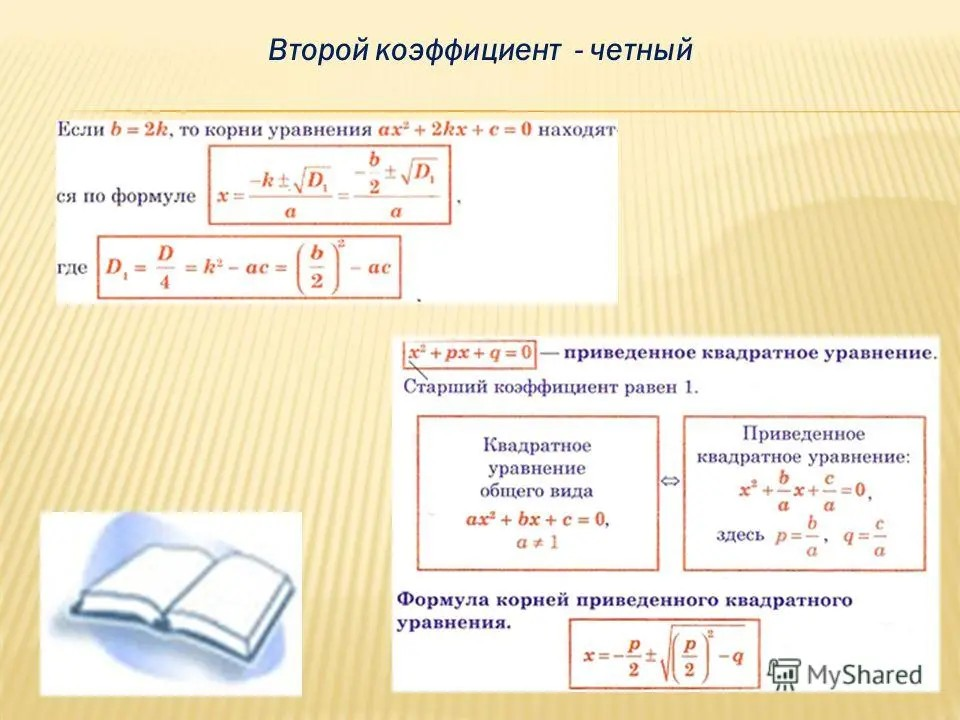 Второй коэффициент - четный
Если b = 2k, то корни уравнения ax² + 2kx + c = 0 находят
ся по формуле x = (-k ± √D₁)/a = (-b/2 ± √D₁)/a ,
где D₁ = D/4 = k² - ac = (b/2)² - ac ,
x² + px + q = 0 — приведенное квадратное уравнение.
Старший коэффициент равен 1.
Квадратное
уравнение
общего вида
ax² + bx + c = 0,
a ≠ 1
⇔
Приведенное
квадратное уравнение:
x² + b/a x + c/a = 0,
здесь p = b/a , q = c/a
Формула корней приведенного квадратного
уравнения.
x = -p/2 ± √((p/2)² - q)
MyShared